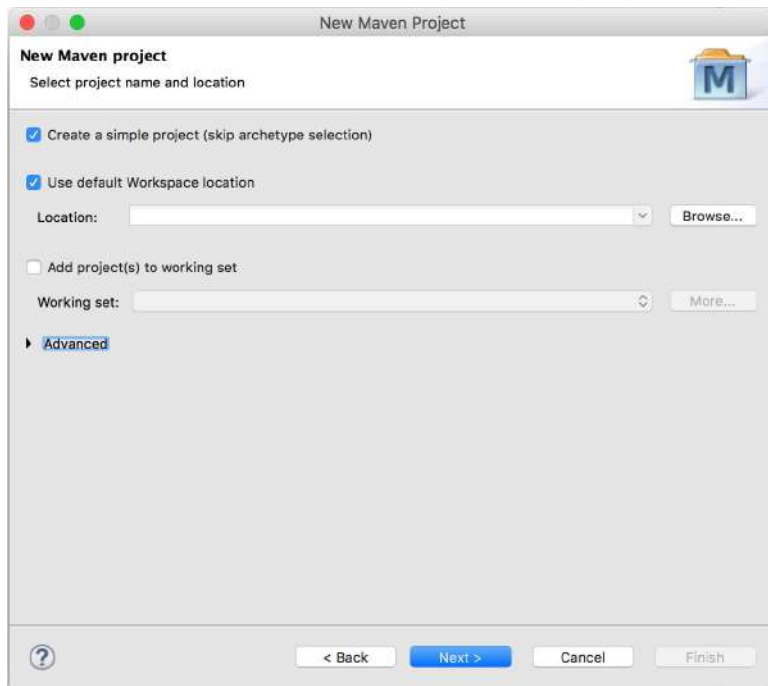 New Maven Project
New Maven project
Select project name and location
M
Create a simple project (skip archetype selection)
Use default Workspace location
Location:
Browse...
Add project(s) to working set
Working set:
More...
Advanced
?
< Back
Next >
Cancel
Finish